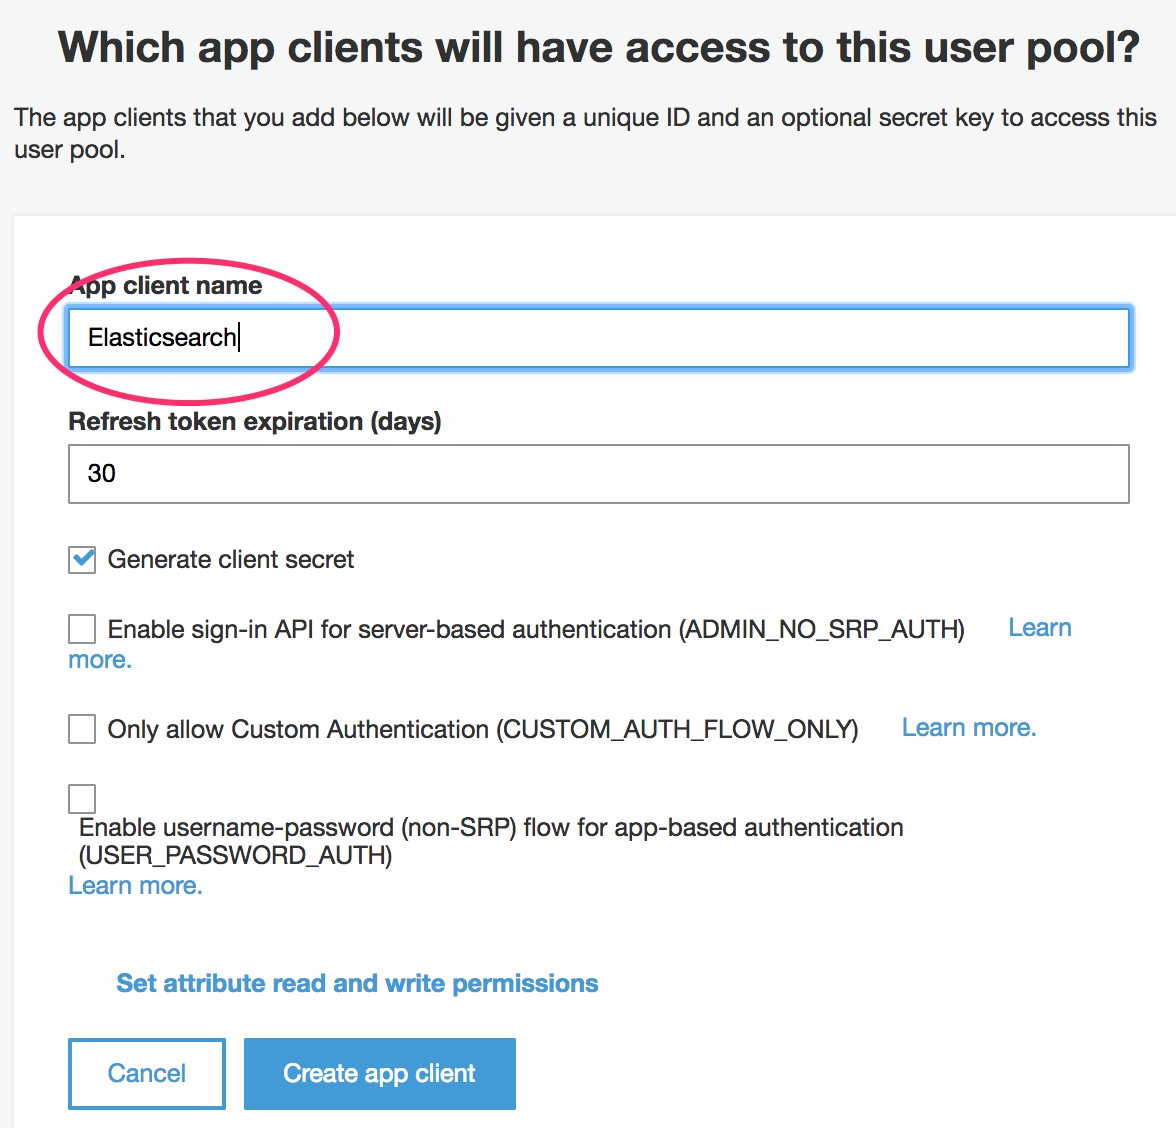 Which app clients will have access to this user pool?
The app clients that you add below will be given a unique ID and an optional secret key to access this
user pool.
App client name
Elasticsearch
Refresh token expiration (days)
30
Generate client secret
Enable sign-in API for server-based authentication (ADMIN_NO_SRP_AUTH) Learn
more.
Only allow Custom Authentication (CUSTOM_AUTH_FLOW_ONLY) Learn more.
Enable username-password (non-SRP) flow for app-based authentication
(USER_PASSWORD_AUTH)
Learn more.
Set attribute read and write permissions
Cancel Create app client